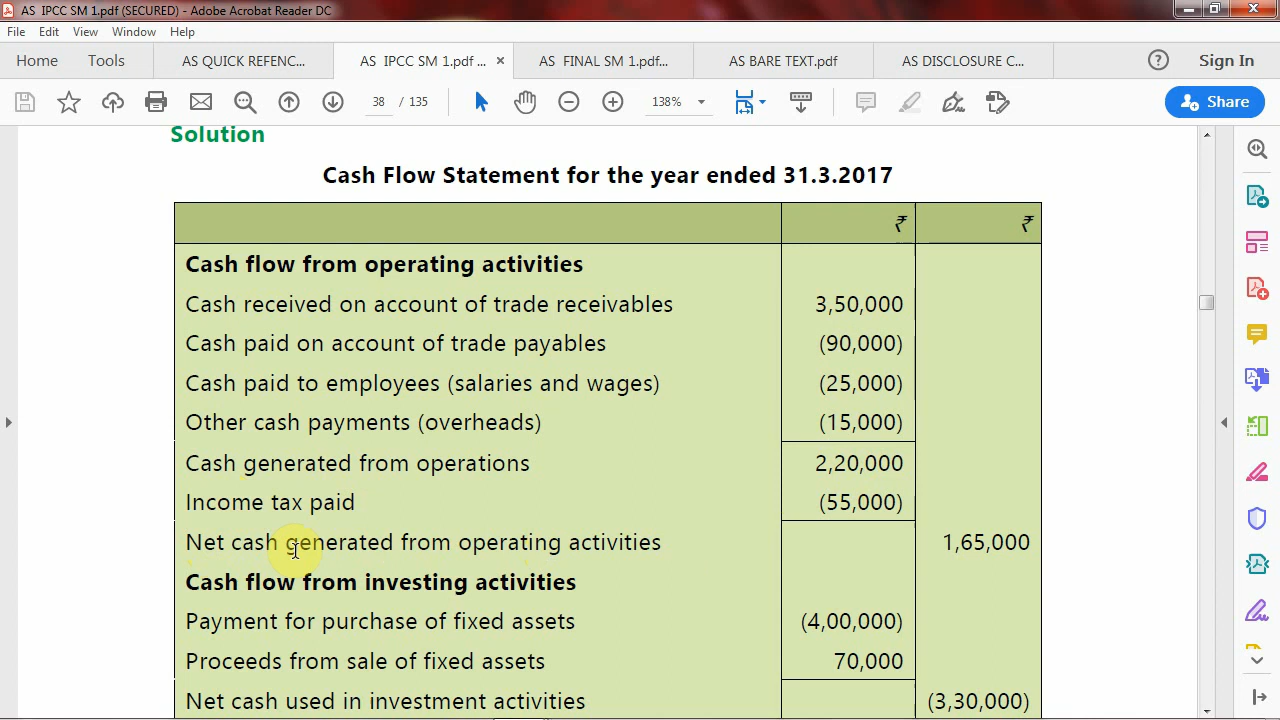 AS  IPCC SM 1.pdf (SECURED) - Adobe Acrobat Reader DC
File Edit View Window Help
Home Tools AS QUICK REFENC... AS  IPCC SM 1.pdf ... × AS  FINAL SM 1.pdf... AS BARE TEXT.pdf AS DISCLOSURE C... Sign In
38 / 135 138% Share
Solution
Cash Flow Statement for the year ended 31.3.2017
₹ ₹
Cash flow from operating activities
Cash received on account of trade receivables 3,50,000
Cash paid on account of trade payables (90,000)
Cash paid to employees (salaries and wages) (25,000)
Other cash payments (overheads) (15,000)
Cash generated from operations 2,20,000
Income tax paid (55,000)
Net cash generated from operating activities 1,65,000
Cash flow from investing activities
Payment for purchase of fixed assets (4,00,000)
Proceeds from sale of fixed assets 70,000
Net cash used in investment activities (3,30,000)